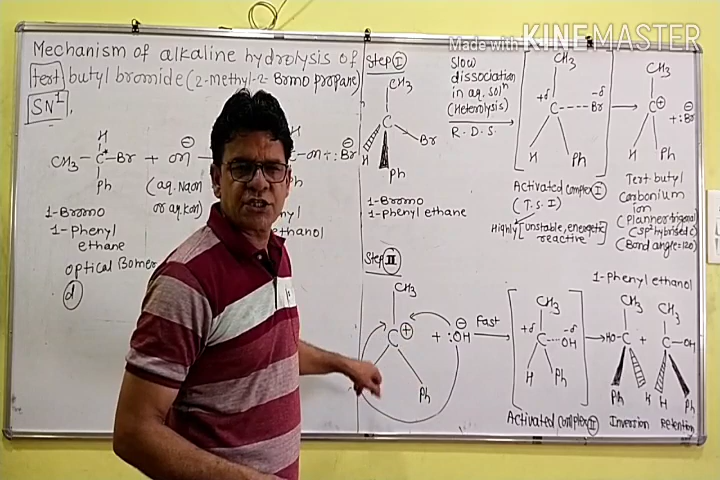 Made with KINEMASTER
Mechanism of alkaline hydrolysis of
tert butyl bromide (2-methyl-2 Bromo propane)
SN¹.
H
CH₃ - C* - Br + OH⊖
Ph
(aq. NaOH
or aq. KOH)
H
C - OH + :Br⊖
Ph
1-Bromo
1-phenyl
ethane
optical Isomer
d
Step I
CH₃
C
Br
H
Ph
1-Bromo
1-phenyl ethane
Slow
dissociation
in aq. solⁿ
(Heterolysis)
R.D.S.
CH₃
+δ C ---- Br -δ
H Ph
Activated complex I
(T.S. I)
Highly [unstable, energetic
reactive]
CH₃
C⊕ + :Br⊖
H Ph
Tert butyl
Carbonium
ion
(Planner trigonal
(SP² hybrised C)
(Bond angle = 120)
Step II
CH₃
C⊕ + :OH⊖
Ph
Fast
CH₃
+δ C --- OH -δ
H Ph
Activated complex II
1-phenyl ethanol
CH₃
HO-C +
Ph H
Inversion
CH₃
C-OH
H Ph
Retention